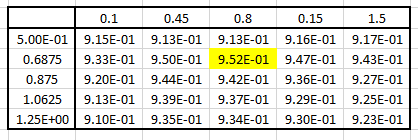 0.1 0.45 0.8 0.15 1.5
5.00E-01 9.15E-01 9.13E-01 9.13E-01 9.16E-01 9.17E-01
0.6875 9.33E-01 9.50E-01 9.52E-01 9.47E-01 9.43E-01
0.875 9.20E-01 9.44E-01 9.42E-01 9.36E-01 9.27E-01
1.0625 9.13E-01 9.39E-01 9.37E-01 9.29E-01 9.25E-01
1.25E+00 9.10E-01 9.35E-01 9.34E-01 9.30E-01 9.23E-01